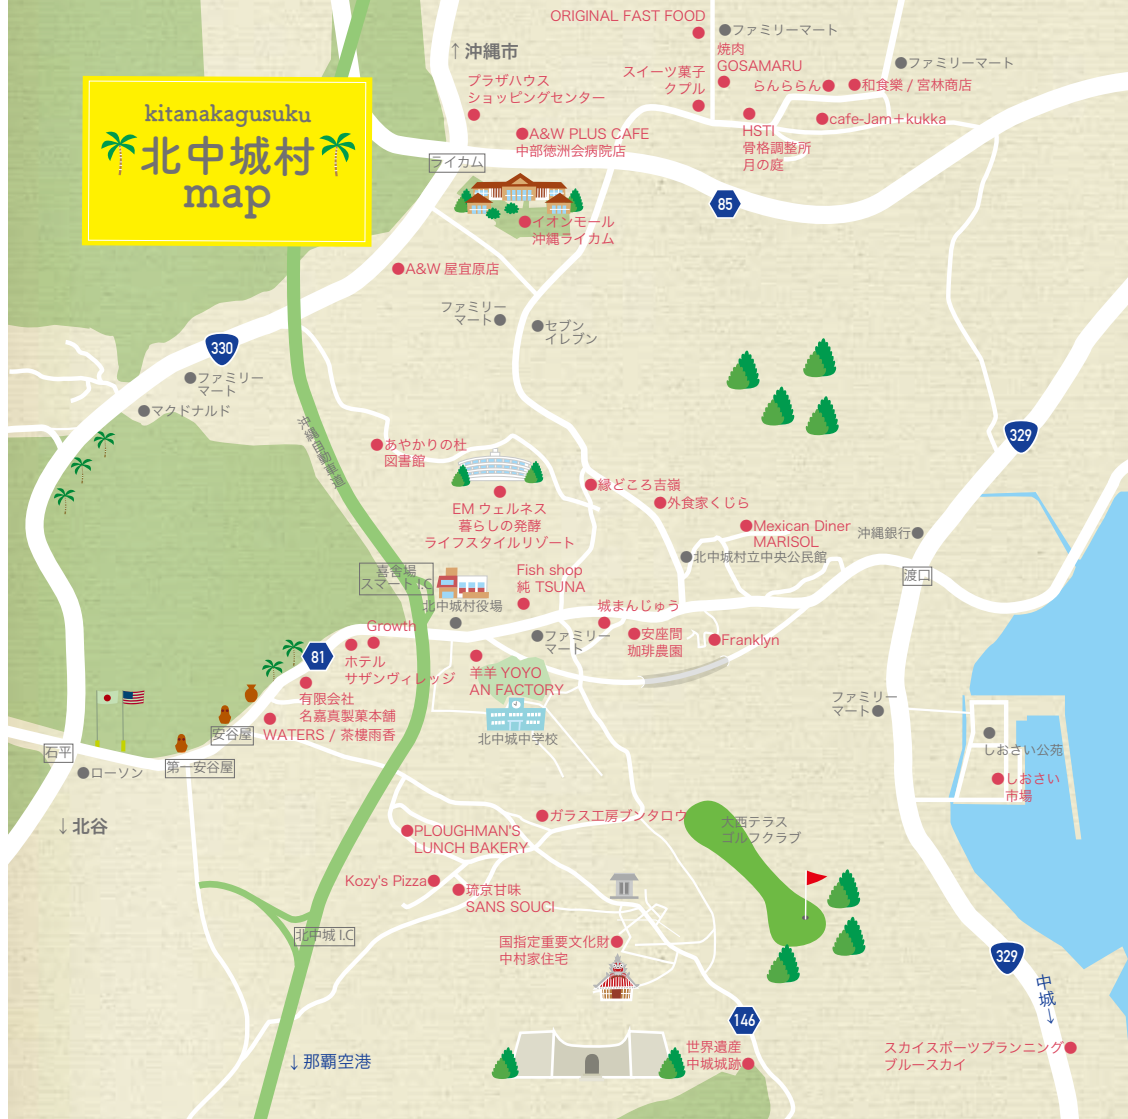 ORIGINAL FAST FOOD
ファミリーマート
↑沖縄市
焼肉
GOSAMARU
ファミリーマート
スイーツ菓子
クプル
らんららん
和食樂 / 宮林商店
プラザハウス
ショッピングセンター
kitanakagusuku
北中城村
map
A&W PLUS CAFE
中部徳洲会病院店
HSTI
骨格調整所
月の庭
cafe-Jam＋kukka
ライカム
85
イオンモール
沖縄ライカム
A&W 屋宜原店
ファミリー
マート
セブン
イレブン
330
ファミリー
マート
マクドナルド
沖縄自動車道
329
あやかりの杜
図書館
EM ウェルネス
暮らしの発酵
ライフスタイルリゾート
縁どころ吉嶺
外食家くじら
Mexican Diner
MARISOL
沖縄銀行
北中城村立中央公民館
渡口
喜舎場
スマート I.C
北中城村役場
Fish shop
純 TSUNA
城まんじゅう
Growth
ファミリー
マート
安座間
珈琲農園
Franklyn
81
ホテル
サザンヴィレッジ
羊羊 YOYO
AN FACTORY
有限会社
名嘉真製菓本舗
WATERS / 茶樓雨香
安谷屋
北中城中学校
ファミリー
マート
石平
第一安谷屋
ローソン
しおさい公苑
しおさい
市場
↓北谷
ガラス工房ブンタロウ
大西テラス
ゴルフクラブ
PLOUGHMAN'S
LUNCH BAKERY
Kozy's Pizza
琉京甘味
SANS SOUCI
北中城 I.C
国指定重要文化財
中村家住宅
329
中城↓
146
↓那覇空港
世界遺産
中城城跡
スカイスポーツプランニング
ブルースカイ